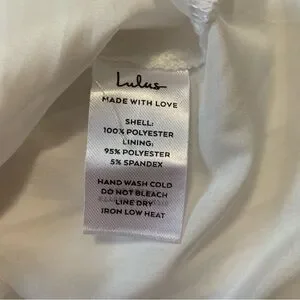 Lulus
MADE WITH LOVE
SHELL:
100% POLYESTER
LINING:
95% POLYESTER
5% SPANDEX
HAND WASH COLD
DO NOT BLEACH
LINE DRY
IRON LOW HEAT